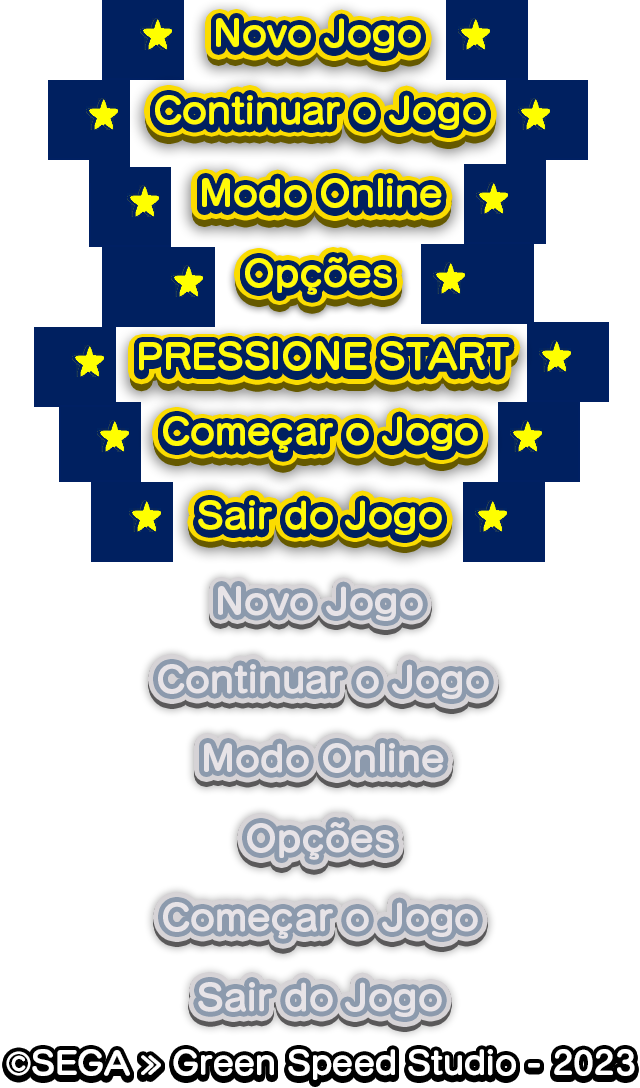 Novo Jogo
Continuar o Jogo
Modo Online
Opções
PRESSIONE START
Começar o Jogo
Sair do Jogo
Novo Jogo
Continuar o Jogo
Modo Online
Opções
Começar o Jogo
Sair do Jogo
©SEGA » Green Speed Studio - 2023